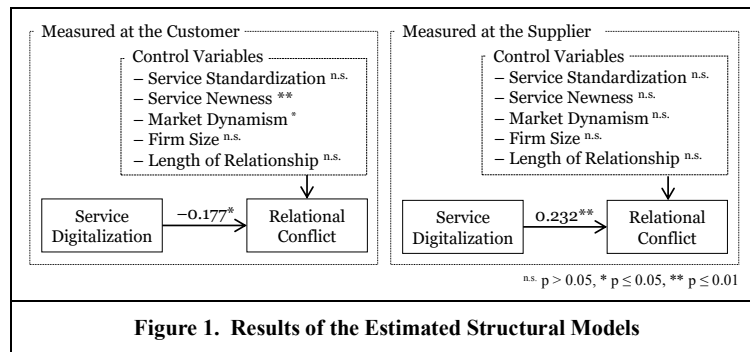 Measured at the Customer
Control Variables
– Service Standardization n.s.
– Service Newness **
– Market Dynamism *
– Firm Size n.s.
– Length of Relationship n.s.
Service
Digitalization
–0.177*
Relational
Conflict
Measured at the Supplier
Control Variables
– Service Standardization n.s.
– Service Newness n.s.
– Market Dynamism n.s.
– Firm Size n.s.
– Length of Relationship n.s.
Service
Digitalization
0.232**
Relational
Conflict
n.s. p > 0.05, * p ≤ 0.05, ** p ≤ 0.01
Figure 1. Results of the Estimated Structural Models